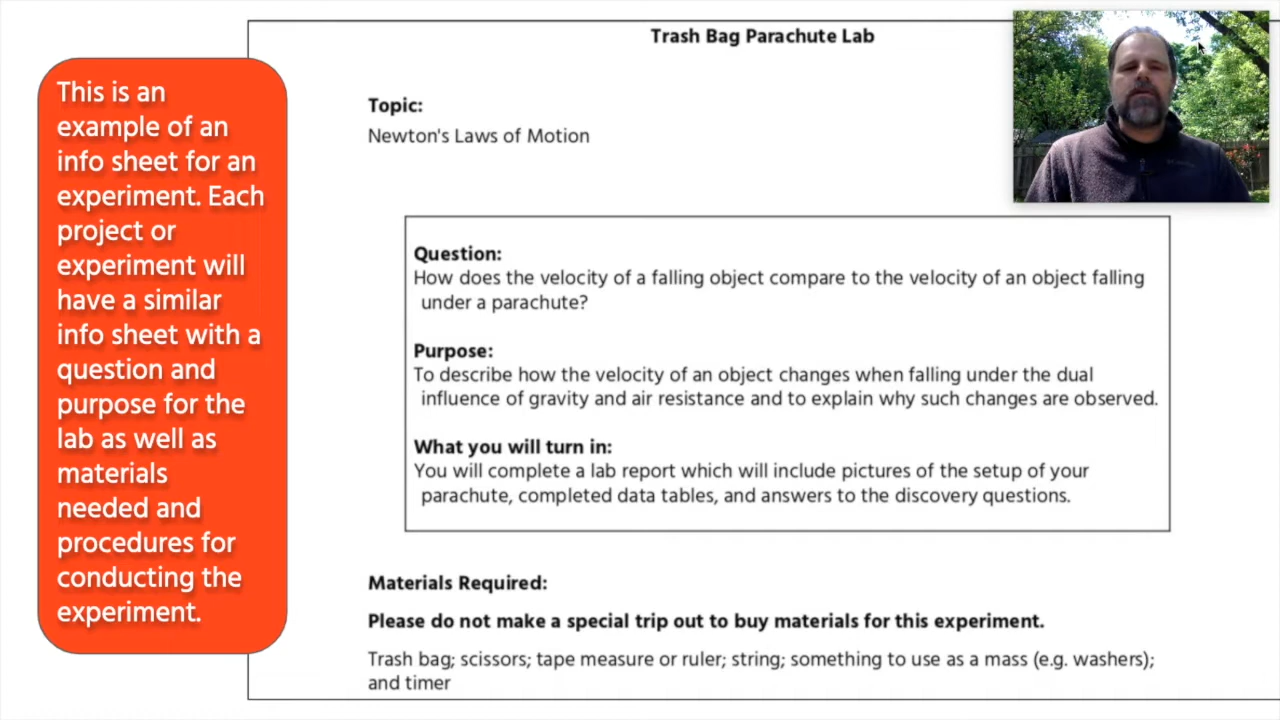 Trash Bag Parachute Lab
This is an
example of an
info sheet for an
experiment. Each
project or
experiment will
have a similar
info sheet with a
question and
purpose for the
lab as well as
materials
needed and
procedures for
conducting the
experiment.
Topic:
Newton's Laws of Motion
Question:
How does the velocity of a falling object compare to the velocity of an object falling
under a parachute?
Purpose:
To describe how the velocity of an object changes when falling under the dual
influence of gravity and air resistance and to explain why such changes are observed.
What you will turn in:
You will complete a lab report which will include pictures of the setup of your
parachute, completed data tables, and answers to the discovery questions.
Materials Required:
Please do not make a special trip out to buy materials for this experiment.
Trash bag; scissors; tape measure or ruler; string; something to use as a mass (e.g. washers);
and timer